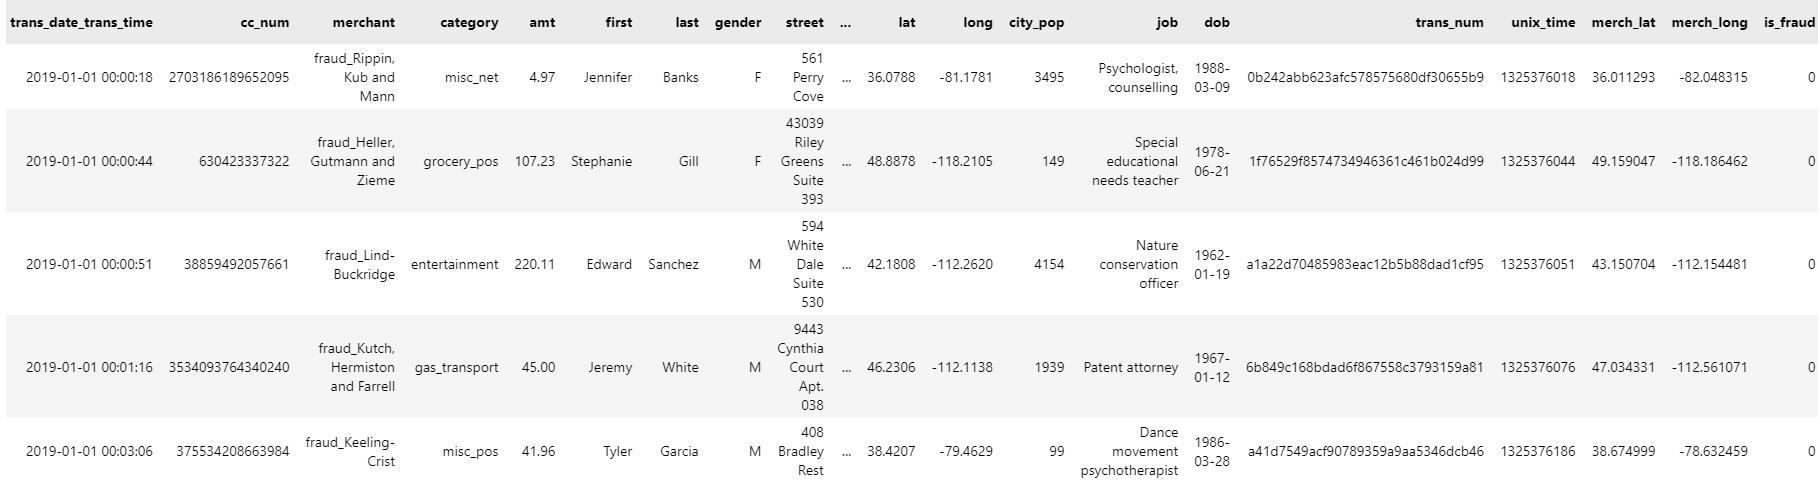 trans_date_trans_time cc_num merchant category amt first last gender street ... lat long city_pop job dob trans_num unix_time merch_lat merch_long is_fraud
2019-01-01 00:00:18 2703186189652095 fraud_Rippin, Kub and Mann misc_net 4.97 Jennifer Banks F 561 Perry Cove ... 36.0788 -81.1781 3495 Psychologist, counselling 1988-03-09 0b242abb623afc578575680df30655b9 1325376018 36.011293 -82.048315 0
2019-01-01 00:00:44 630423337322 fraud_Heller, Gutmann and Zieme grocery_pos 107.23 Stephanie Gill F 43039 Riley Greens Suite 393 ... 48.8878 -118.2105 149 Special educational needs teacher 1978-06-21 1f76529f8574734946361c461b024d99 1325376044 49.159047 -118.186462 0
2019-01-01 00:00:51 38859492057661 fraud_Lind-Buckridge entertainment 220.11 Edward Sanchez M 594 White Dale Suite 530 ... 42.1808 -112.2620 4154 Nature conservation officer 1962-01-19 a1a22d70485983eac12b5b88dad1cf95 1325376051 43.150704 -112.154481 0
2019-01-01 00:01:16 3534093764340240 fraud_Kutch, Hermiston and Farrell gas_transport 45.00 Jeremy White M 9443 Cynthia Court Apt. 038 ... 46.2306 -112.1138 1939 Patent attorney 1967-01-12 6b849c168bdad6f867558c3793159a81 1325376076 47.034331 -112.561071 0
2019-01-01 00:03:06 375534208663984 fraud_Keeling-Crist misc_pos 41.96 Tyler Garcia M 408 Bradley Rest ... 38.4207 -79.4629 99 Dance movement psychotherapist 1986-03-28 a41d7549acf90789359a9aa5346dcb46 1325376186 38.674999 -78.632459 0